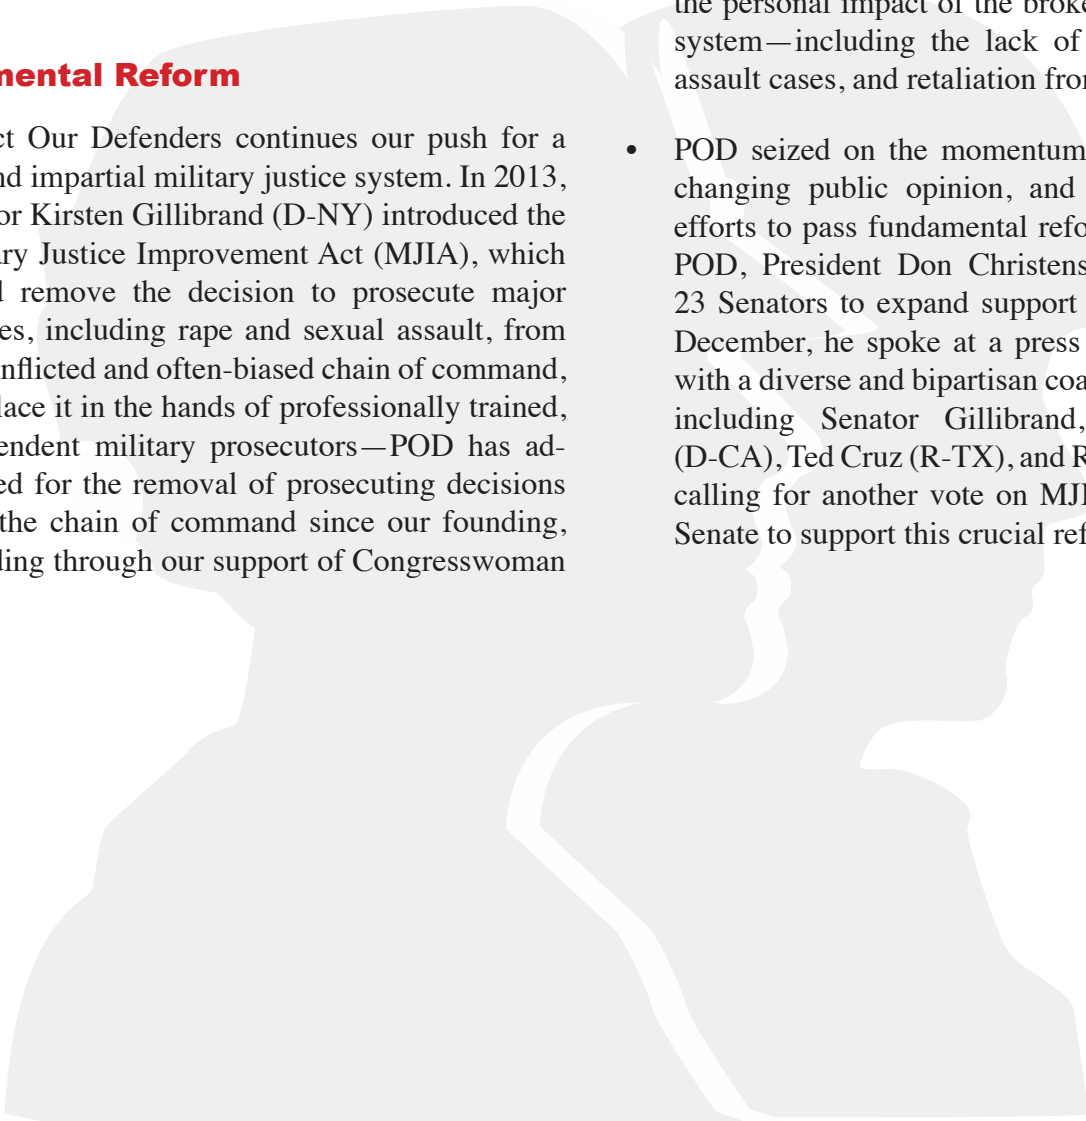 mental Reform
ct Our Defenders continues our push for a
nd impartial military justice system. In 2013,
or Kirsten Gillibrand (D-NY) introduced the
ary Justice Improvement Act (MJIA), which
d remove the decision to prosecute major
es, including rape and sexual assault, from
nflicted and often-biased chain of command,
lace it in the hands of professionally trained,
endent military prosecutors—POD has ad-
ed for the removal of prosecuting decisions
the chain of command since our founding,
ding through our support of Congresswoman
the personal impact of the broke
system—including the lack of
assault cases, and retaliation fro
• POD seized on the momentum
changing public opinion, and
efforts to pass fundamental refo
POD, President Don Christens
23 Senators to expand support
December, he spoke at a press
with a diverse and bipartisan coa
including Senator Gillibrand,
(D-CA), Ted Cruz (R-TX), and R
calling for another vote on MJI
Senate to support this crucial ref